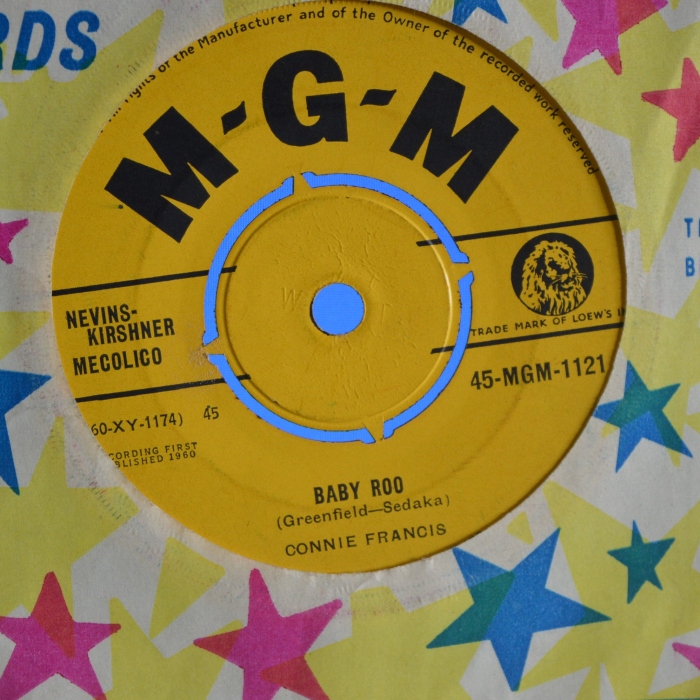 RDS
rights of the Manufacturer and of the Owner of the recorded work reserved
M-G-M
NEVINS-
KIRSHNER
MECOLICO
TRADE MARK OF LOEW'S
45-MGM-1121
60-XY-1174) 45
CORDING FIRST
BLISHED 1960
BABY ROO
(Greenfield—Sedaka)
CONNIE FRANCIS
T
B